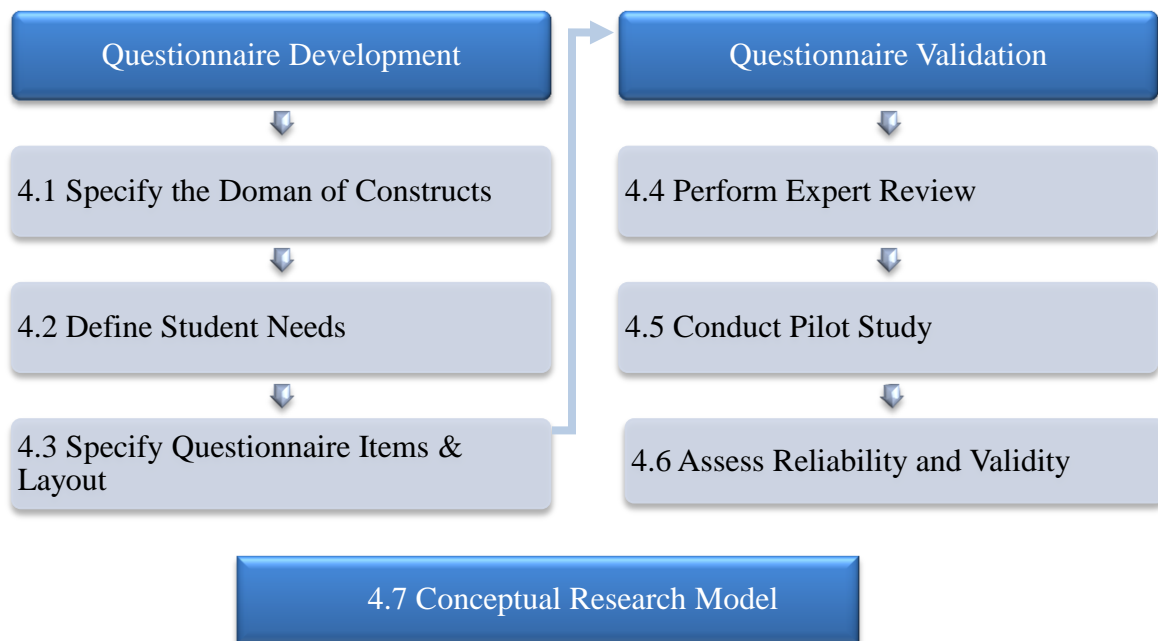 Questionnaire Development
4.1 Specify the Doman of Constructs
4.2 Define Student Needs
4.3 Specify Questionnaire Items &
Layout
Questionnaire Validation
4.4 Perform Expert Review
4.5 Conduct Pilot Study
4.6 Assess Reliability and Validity
4.7 Conceptual Research Model